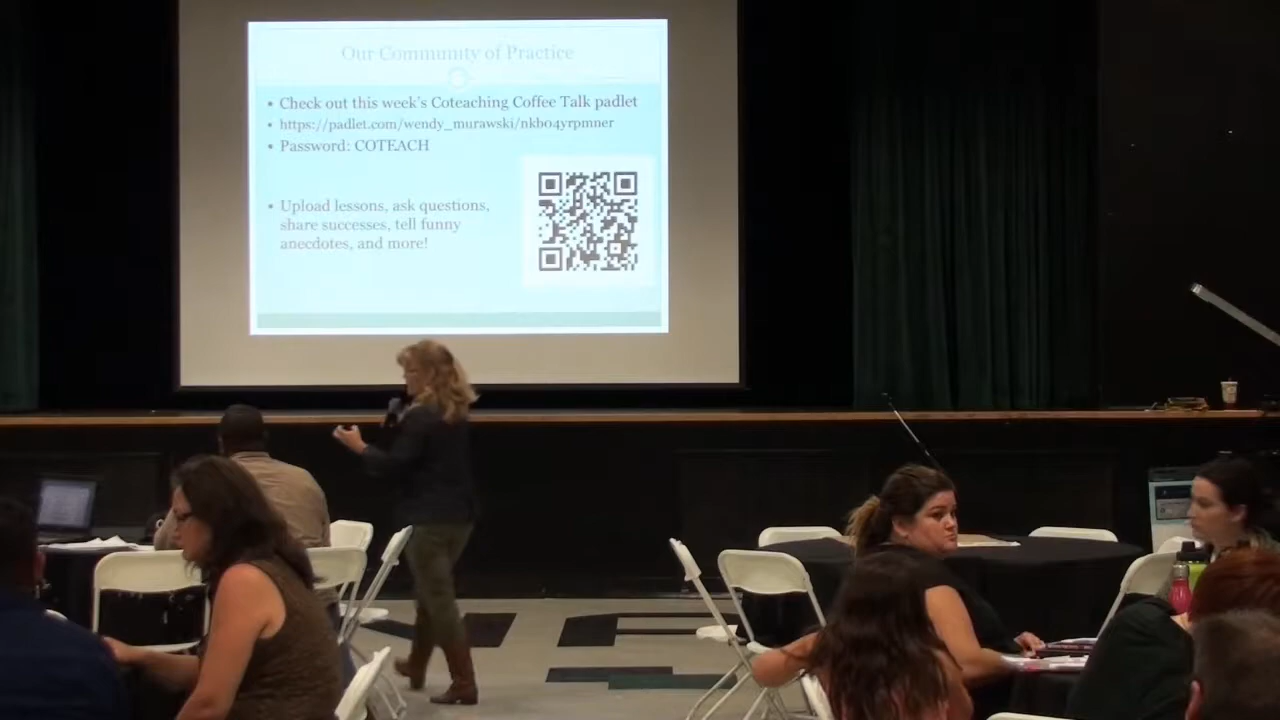 Our Community of Practice
• Check out this week's Coteaching Coffee Talk padlet
• https://padlet.com/wendy_murawski/nkbo4yrpmner
• Password: COTEACH
• Upload lessons, ask questions,
share successes, tell funny
anecdotes, and more!